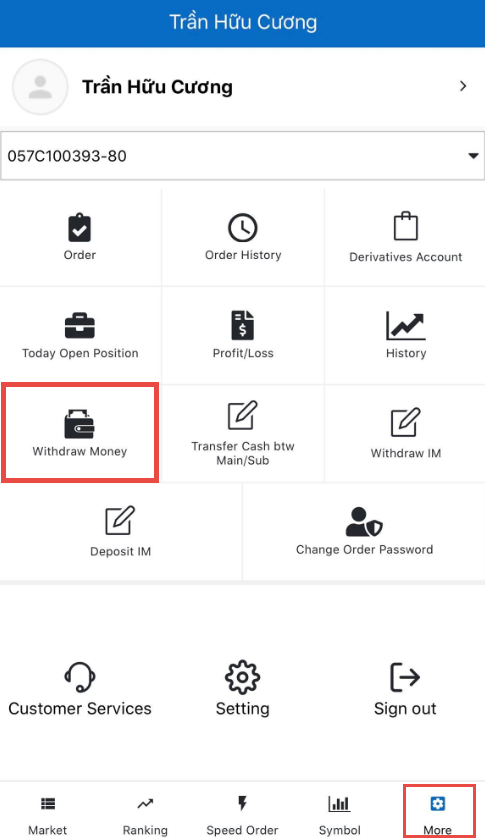 Trần Hữu Cương
Trần Hữu Cương
057C100393-80
Order
Order History
Derivatives Account
Today Open Position
Profit/Loss
History
Withdraw Money
Transfer Cash btw
Main/Sub
Withdraw IM
Deposit IM
Change Order Password
Customer Services
Setting
Sign out
Market
Ranking
Speed Order
Symbol
More